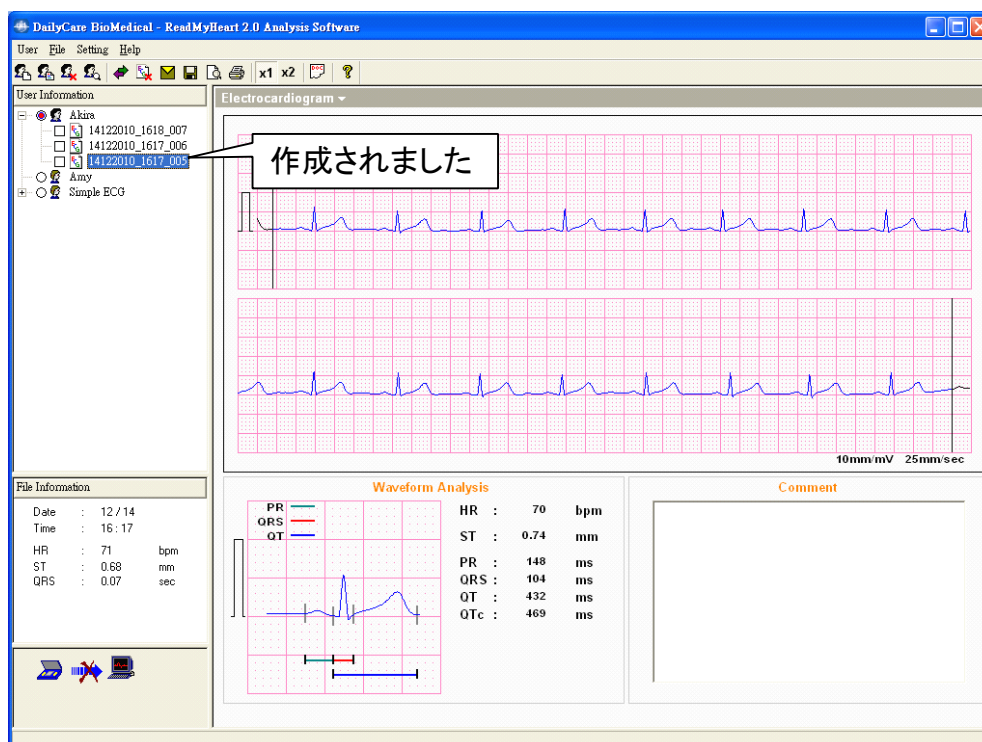 DailyCare BioMedical - ReadMyHeart 2.0 Analysis Software
User File Setting Help
x1 x2 ?
User Information
Electrocardiogram
Akira
14122010_1618_007
14122010_1617_006
14122010_1617_005
作成されました
Amy
Simple ECG
10mm/mV 25mm/sec
File Information
Date : 12/14
Time : 16:17
HR : 71 bpm
ST : 0.68 mm
QRS : 0.07 sec
Waveform Analysis
PR
QRS
QT
HR : 70 bpm
ST : 0.74 mm
PR : 148 ms
QRS : 104 ms
QT : 432 ms
QTc : 469 ms
Comment